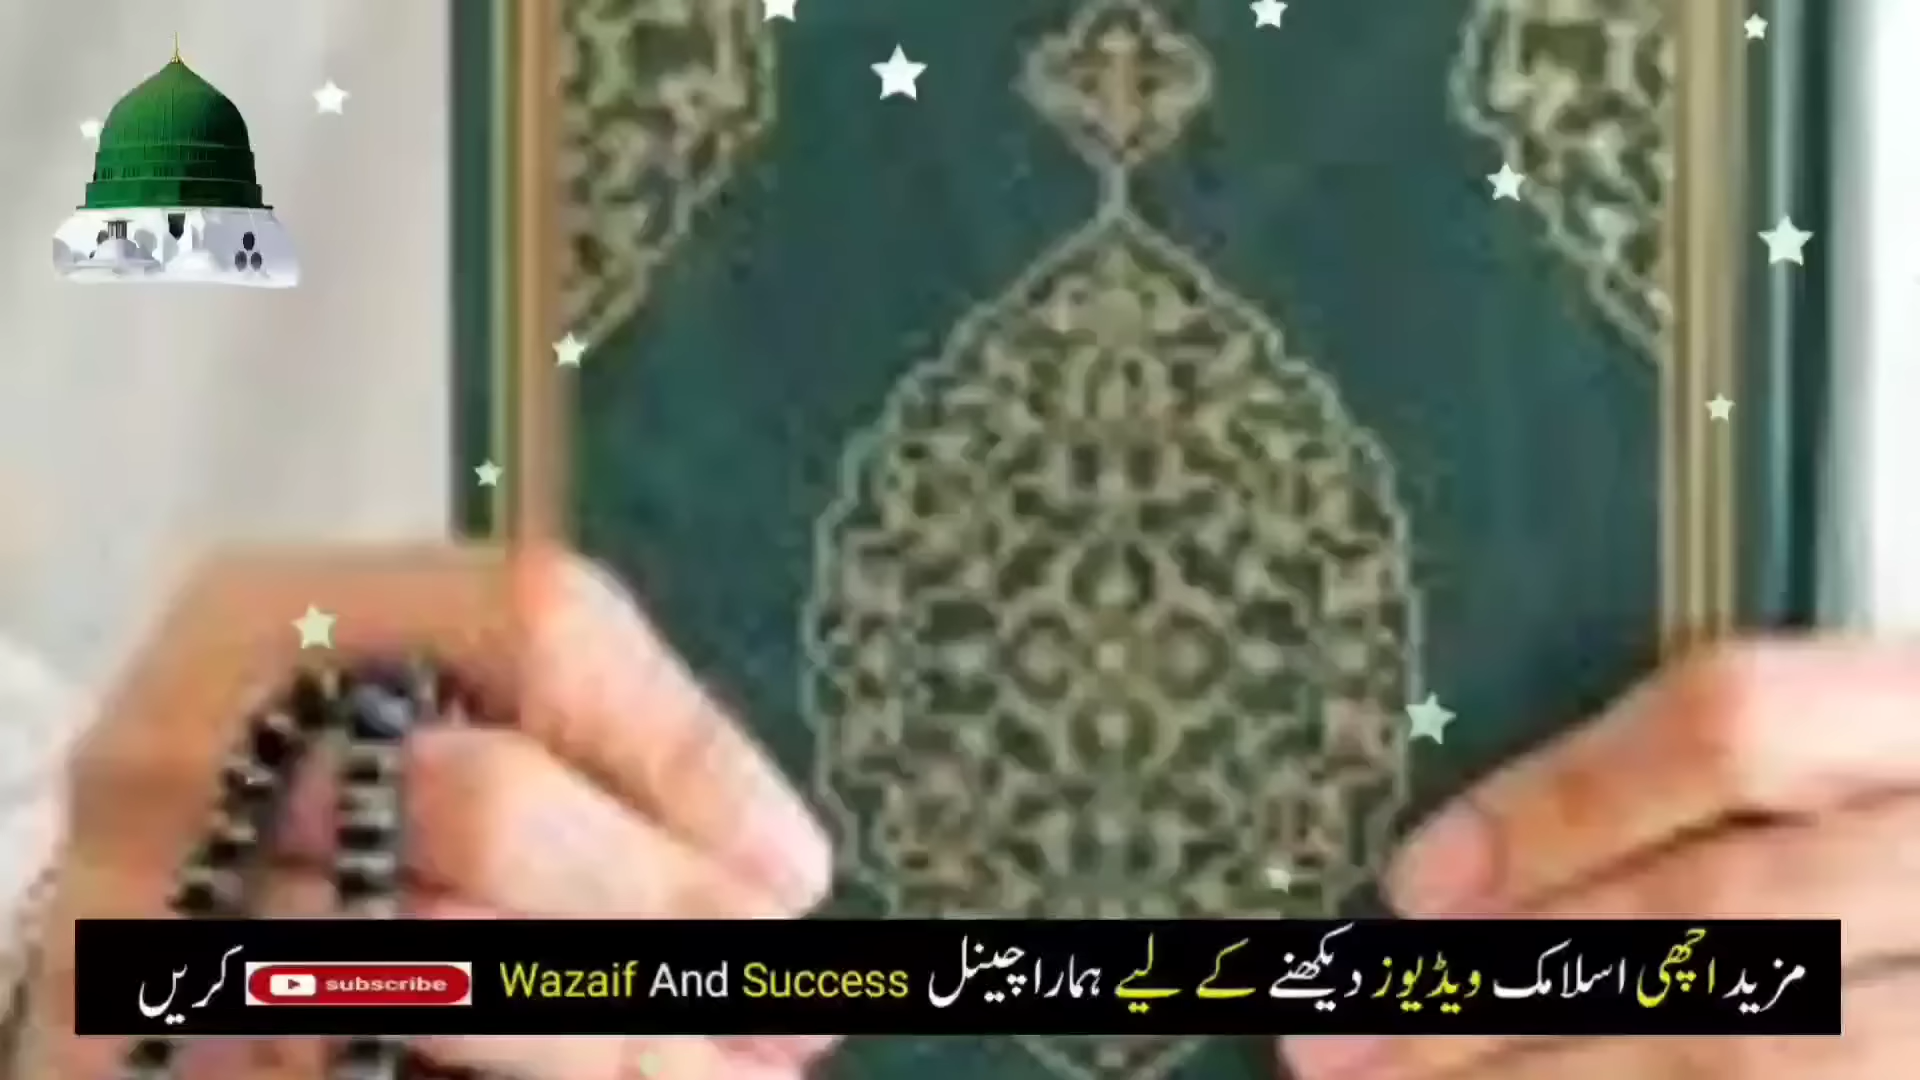 مزید اچھی اسلامک ویڈیوز دیکھنے کے لیے ہمارا چینل Wazaif And Success subscribe کریں